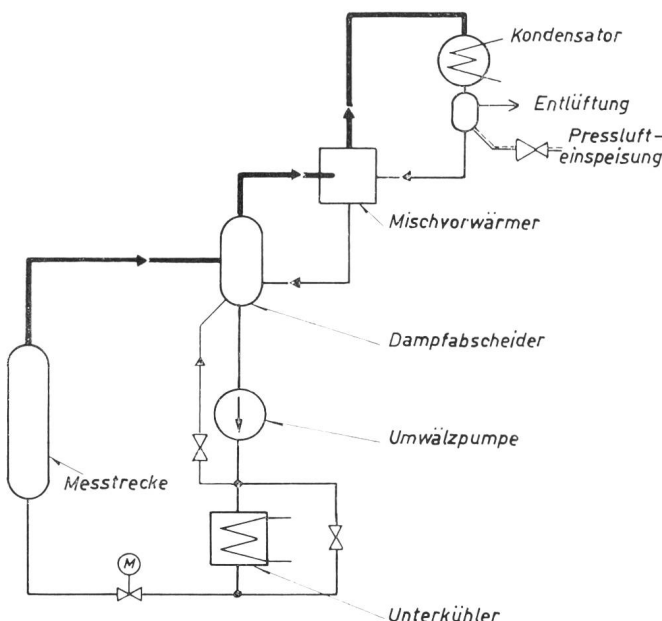 Kondensator
Entlüftung
Pressluft-
einspeisung
Mischvorwärmer
Dampfabscheider
Umwälzpumpe
Messtrecke
M
Unterkühler